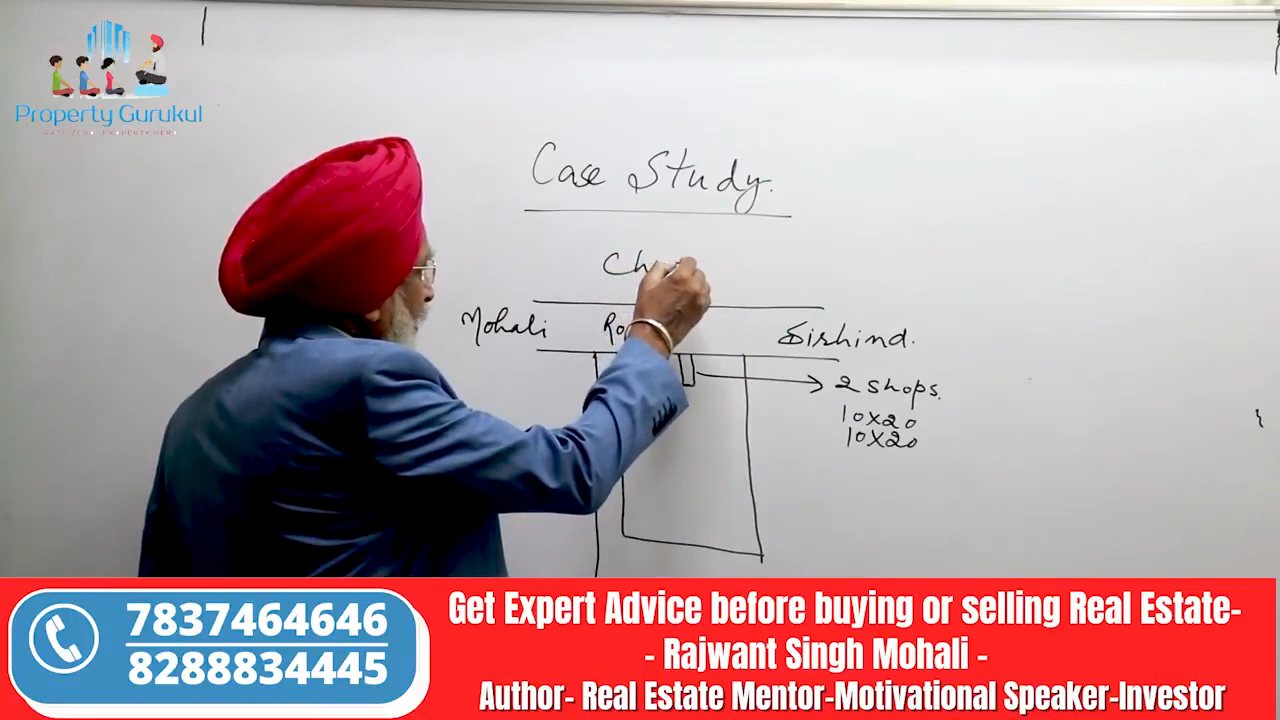 Property Gurukul
Case Study.
Mohali
Sirhind.
2 shops.
10X20
10X20
7837464646
8288834445
Get Expert Advice before buying or selling Real Estate-
- Rajwant Singh Mohali -
Author- Real Estate Mentor-Motivational Speaker-Investor